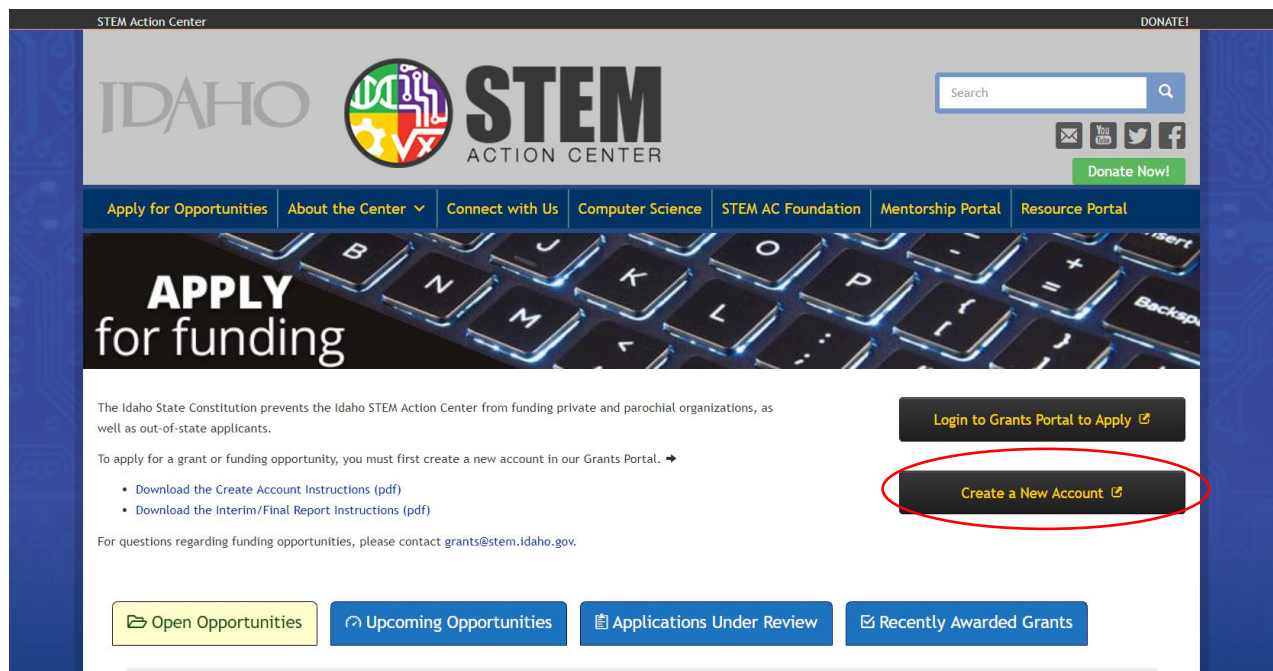 STEM Action Center DONATE!
IDAHO
STEM
ACTION CENTER
Search
You
Tube
Donate Now!
Apply for Opportunities About the Center Connect with Us Computer Science STEM AC Foundation Mentorship Portal Resource Portal
APPLY
for funding
B N M K L O P
< : ; { [ } ] _ - + = Insert Backsp
The Idaho State Constitution prevents the Idaho STEM Action Center from funding private and parochial organizations, as
well as out-of-state applicants.
To apply for a grant or funding opportunity, you must first create a new account in our Grants Portal. →
• Download the Create Account Instructions (pdf)
• Download the Interim/Final Report Instructions (pdf)
For questions regarding funding opportunities, please contact grants@stem.idaho.gov.
Login to Grants Portal to Apply
Create a New Account
Open Opportunities Upcoming Opportunities Applications Under Review Recently Awarded Grants